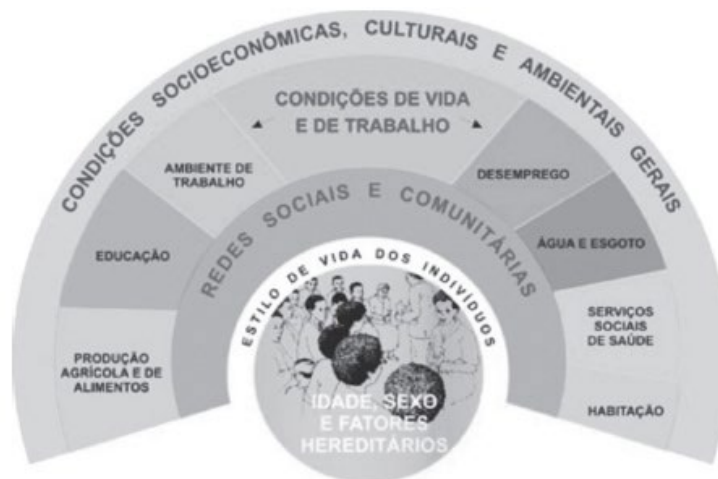 CONDIÇÕES SOCIOECONÔMICAS, CULTURAIS E AMBIENTAIS GERAIS
CONDIÇÕES DE VIDA
E DE TRABALHO
AMBIENTE DE
TRABALHO
DESEMPREGO
EDUCAÇÃO
ÁGUA E ESGOTO
PRODUÇÃO
AGRÍCOLA E DE
ALIMENTOS
SERVIÇOS
SOCIAIS
DE SAÚDE
HABITAÇÃO
REDES SOCIAIS E COMUNITÁRIAS
ESTILO DE VIDA DOS INDIVÍDUOS
IDADE, SEXO
E FATORES
HEREDITÁRIOS